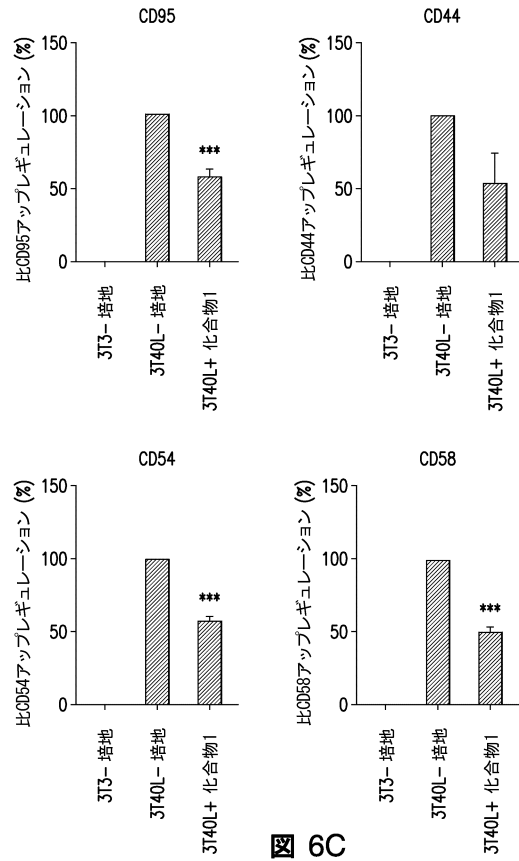 CD95
比CD95アップレギュレーション (%)
150
100
50
0
***
3T3- 培地
3T40L- 培地
3T40L+ 化合物1
CD44
比CD44アップレギュレーション (%)
150
100
50
0
3T3- 培地
3T40L- 培地
3T40L+ 化合物1
CD54
比CD54アップレギュレーション (%)
150
100
50
0
***
3T3- 培地
3T40L- 培地
3T40L+ 化合物1
CD58
比CD58アップレギュレーション (%)
150
100
50
0
***
3T3- 培地
3T40L- 培地
3T40L+ 化合物1
図 6C